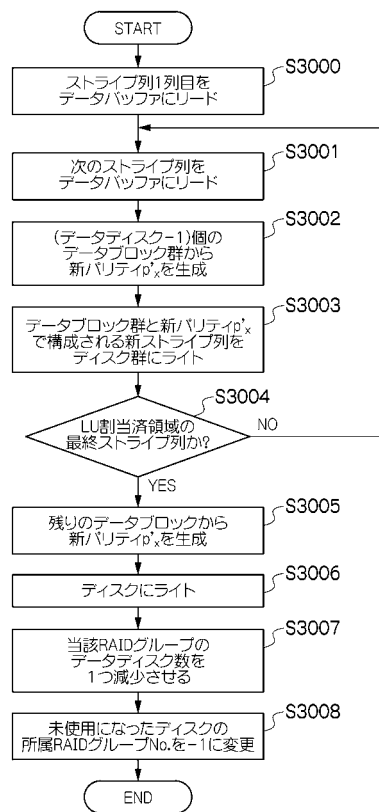 START
S3000
ストライプ列1列目を
データバッファにリード
S3001
次のストライプ列を
データバッファにリード
S3002
(データディスク-1)個の
データブロック群から
新パリティp'xを生成
S3003
データブロック群と新パリティp'x
で構成される新ストライプ列を
ディスク群にライト
S3004
LU割当済領域の
最終ストライプ列か?
NO
YES
S3005
残りのデータブロックから
新パリティp'xを生成
S3006
ディスクにライト
S3007
当該RAIDグループの
データディスク数を
1つ減少させる
S3008
未使用になったディスクの
所属RAIDグループNo.を-1に変更
END